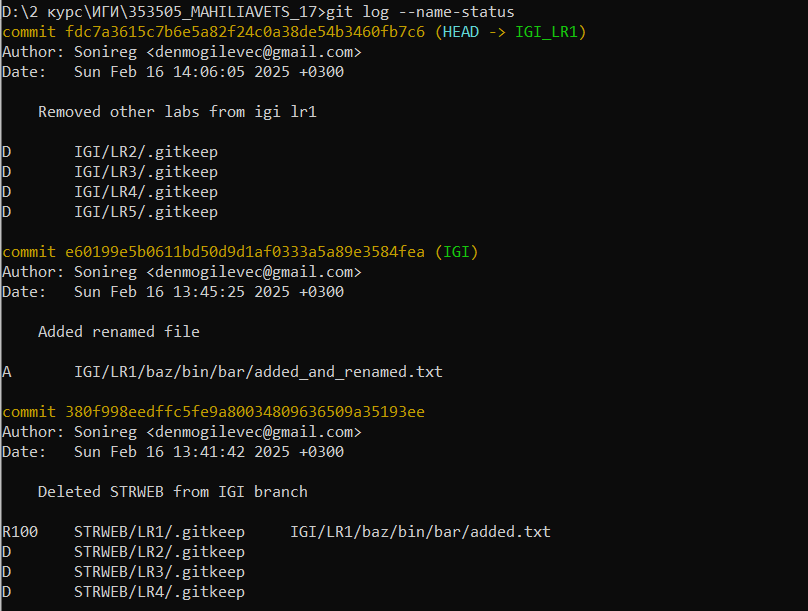 D:\2 курс\ИГИ\353505_MAHILIAVETS_17>git log --name-status
commit fdc7a3615c7b6e5a82f24c0a38de54b3460fb7c6 (HEAD -> IGI_LR1)
Author: Sonireg <denmogilevec@gmail.com>
Date:   Sun Feb 16 14:06:05 2025 +0300
Removed other labs from igi lr1
D       IGI/LR2/.gitkeep
D       IGI/LR3/.gitkeep
D       IGI/LR4/.gitkeep
D       IGI/LR5/.gitkeep
commit e60199e5b0611bd50d9d1af0333a5a89e3584fea (IGI)
Author: Sonireg <denmogilevec@gmail.com>
Date:   Sun Feb 16 13:45:25 2025 +0300
Added renamed file
A       IGI/LR1/baz/bin/bar/added_and_renamed.txt
commit 380f998eedffc5fe9a80034809636509a35193ee
Author: Sonireg <denmogilevec@gmail.com>
Date:   Sun Feb 16 13:41:42 2025 +0300
Deleted STRWEB from IGI branch
R100    STRWEB/LR1/.gitkeep     IGI/LR1/baz/bin/bar/added.txt
D       STRWEB/LR2/.gitkeep
D       STRWEB/LR3/.gitkeep
D       STRWEB/LR4/.gitkeep